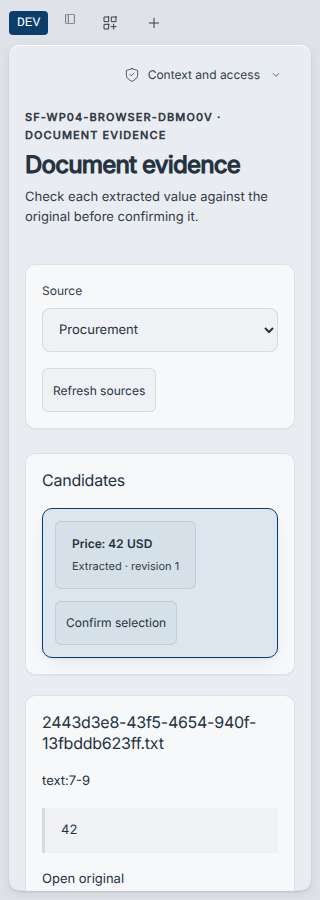 DEV
Context and access
SF-WP04-BROWSER-DBMO0V ·
DOCUMENT EVIDENCE
Document evidence
Check each extracted value against the
original before confirming it.
Source
Procurement
Refresh sources
Candidates
Price: 42 USD
Extracted · revision 1
Confirm selection
2443d3e8-43f5-4654-940f-
13fbddb623ff.txt
text:7-9
42
Open original